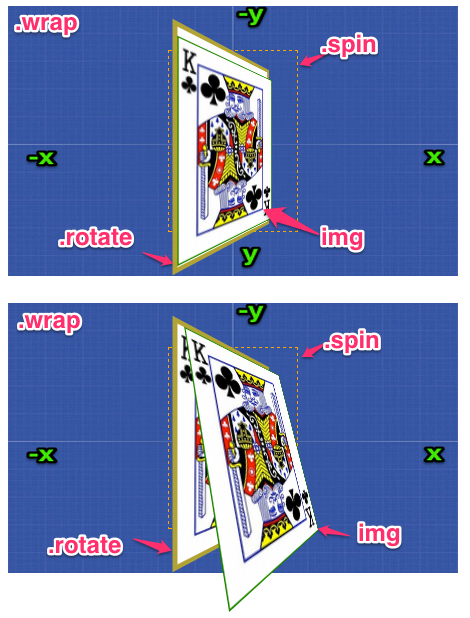 .wrap
-y
.spin
K
-x
x
K
.rotate
img
y
.wrap
-y
.spin
K
K
-x
x
K
.rotate
img